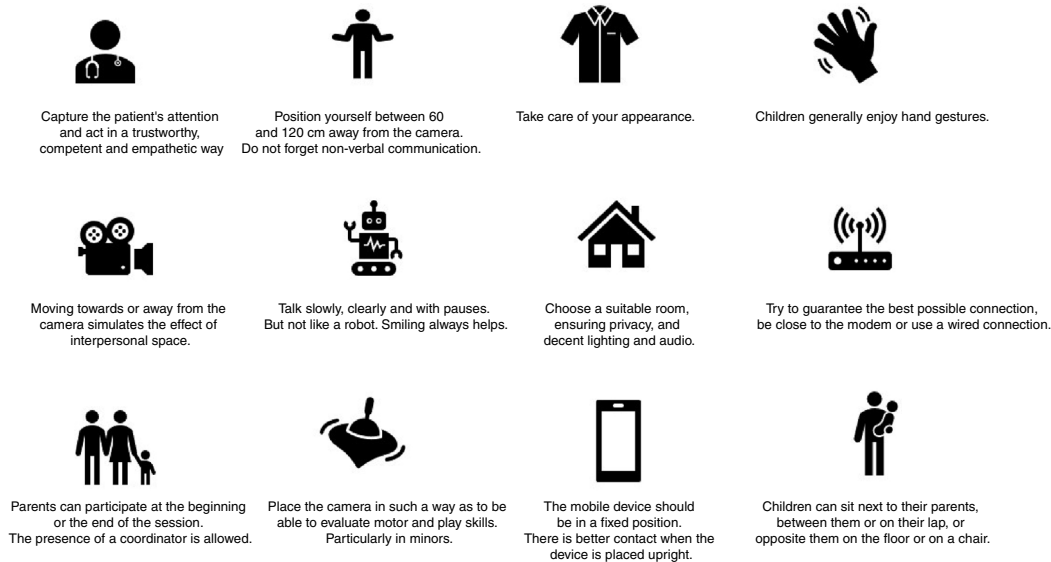 Capture the patient's attention
and act in a trustworthy,
competent and empathetic way
Position yourself between 60
and 120 cm away from the camera.
Do not forget non-verbal communication.
Take care of your appearance.
Children generally enjoy hand gestures.
Moving towards or away from the
camera simulates the effect of
interpersonal space.
Talk slowly, clearly and with pauses.
But not like a robot. Smiling always helps.
Choose a suitable room,
ensuring privacy, and
decent lighting and audio.
Try to guarantee the best possible connection,
be close to the modem or use a wired connection.
Parents can participate at the beginning
or the end of the session.
The presence of a coordinator is allowed.
Place the camera in such a way as to be
able to evaluate motor and play skills.
Particularly in minors.
The mobile device should
be in a fixed position.
There is better contact when the
device is placed upright.
Children can sit next to their parents,
between them or on their lap, or
opposite them on the floor or on a chair.